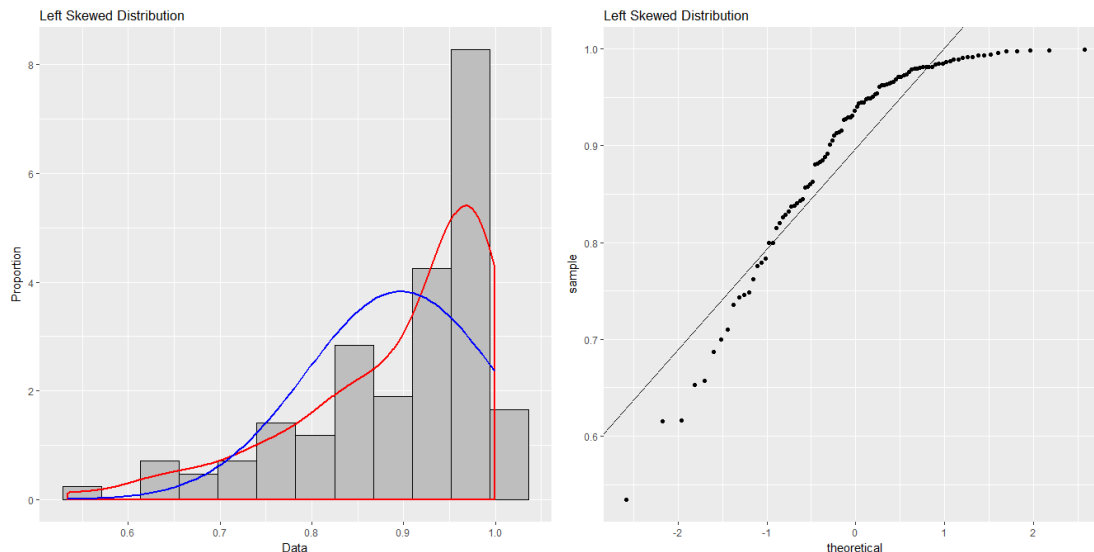 Left Skewed Distribution
Proportion
8
6
4
2
0
0.6 0.7 0.8 0.9 1.0
Data
Left Skewed Distribution
sample
1.0
0.9
0.8
0.7
0.6
-2 -1 0 1 2
theoretical